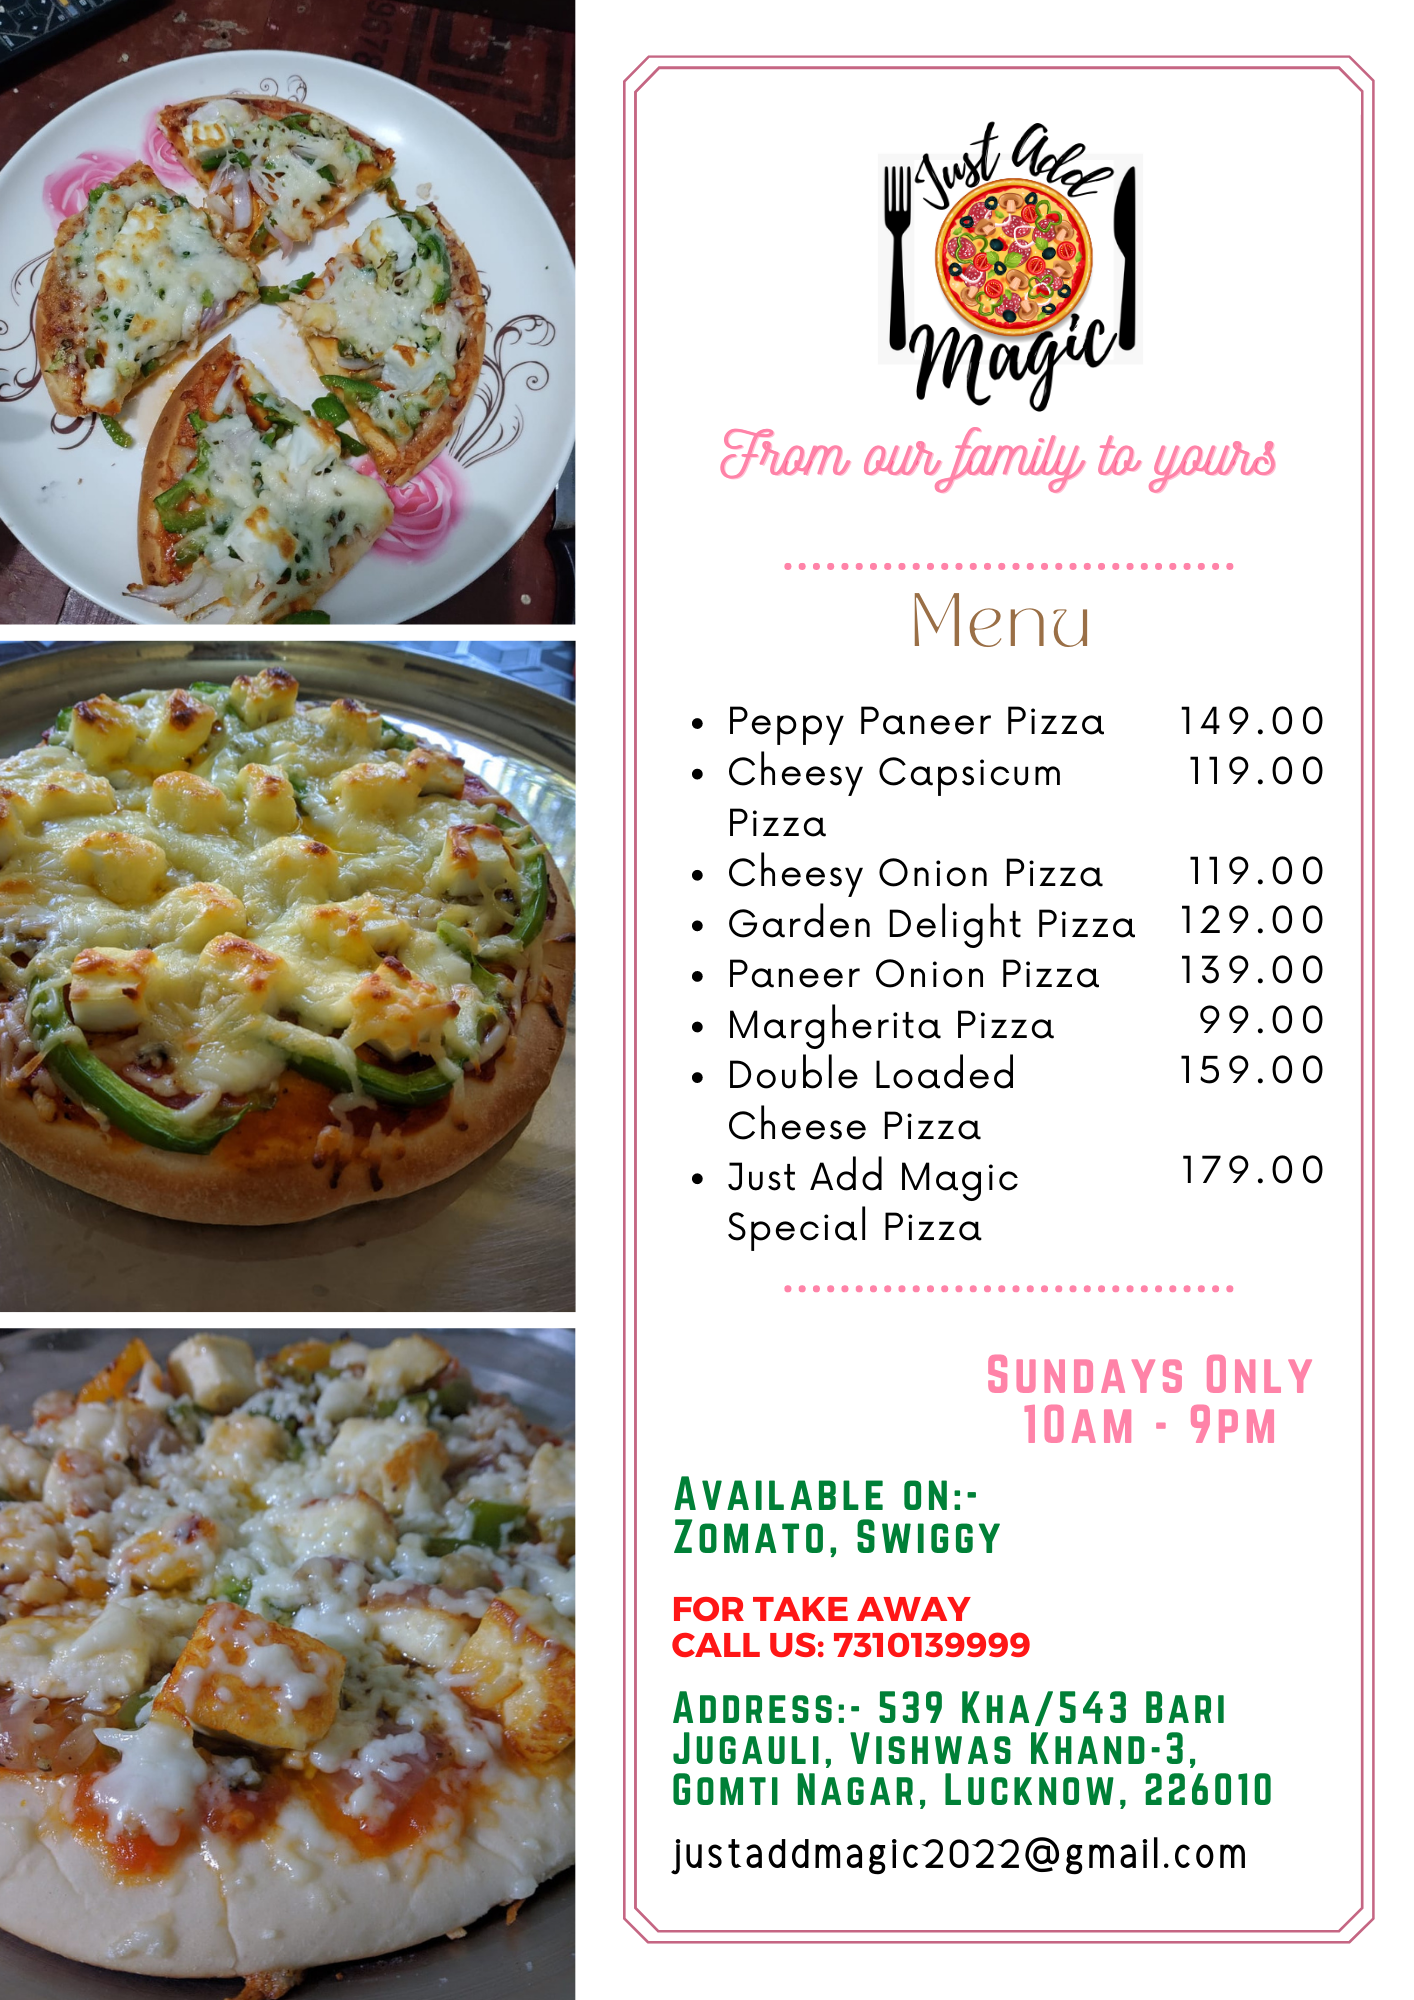 Just Add
Magic
From our family to yours
Menu
• Peppy Paneer Pizza 149.00
• Cheesy Capsicum 119.00
Pizza
• Cheesy Onion Pizza 119.00
• Garden Delight Pizza 129.00
• Paneer Onion Pizza 139.00
• Margherita Pizza 99.00
• Double Loaded 159.00
Cheese Pizza
• Just Add Magic 179.00
Special Pizza
Sundays Only
10am - 9pm
Available on:-
Zomato, Swiggy
FOR TAKE AWAY
CALL US: 7310139999
Address:- 539 Kha/543 Bari
Jugauli, Vishwas Khand-3,
Gomti Nagar, Lucknow, 226010
justaddmagic2022@gmail.com